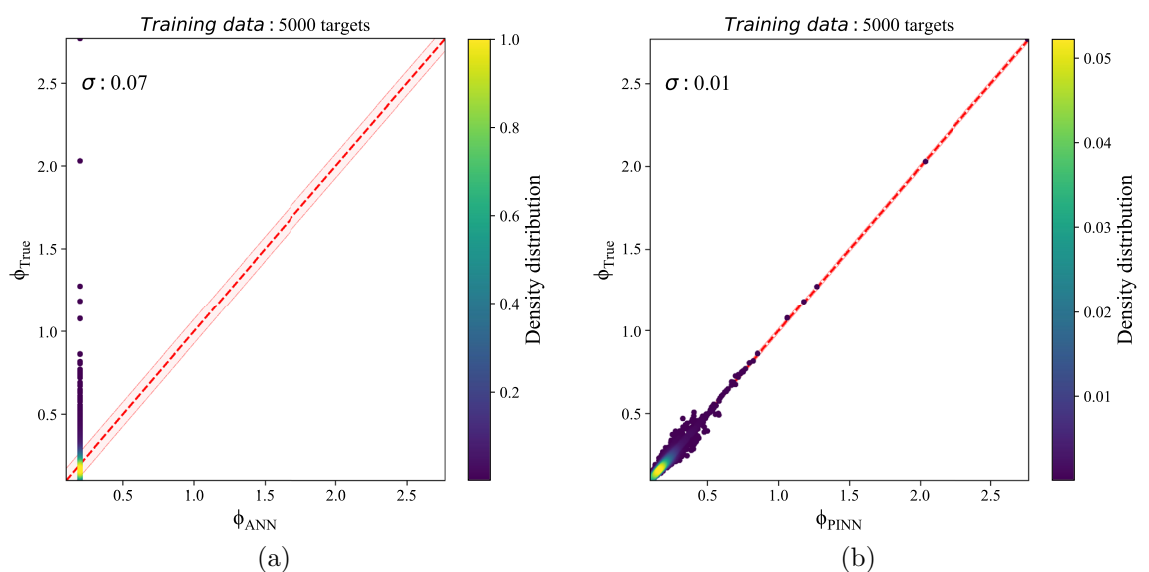 Training data : 5000 targets
σ : 0.07
2.5
2.0
1.5
1.0
0.5
ϕTrue
0.5 1.0 1.5 2.0 2.5
ϕANN
1.0
0.8
0.6
0.4
0.2
Density distribution
(a)
Training data : 5000 targets
σ : 0.01
2.5
2.0
1.5
1.0
0.5
ϕTrue
0.5 1.0 1.5 2.0 2.5
ϕPINN
0.05
0.04
0.03
0.02
0.01
Density distribution
(b)